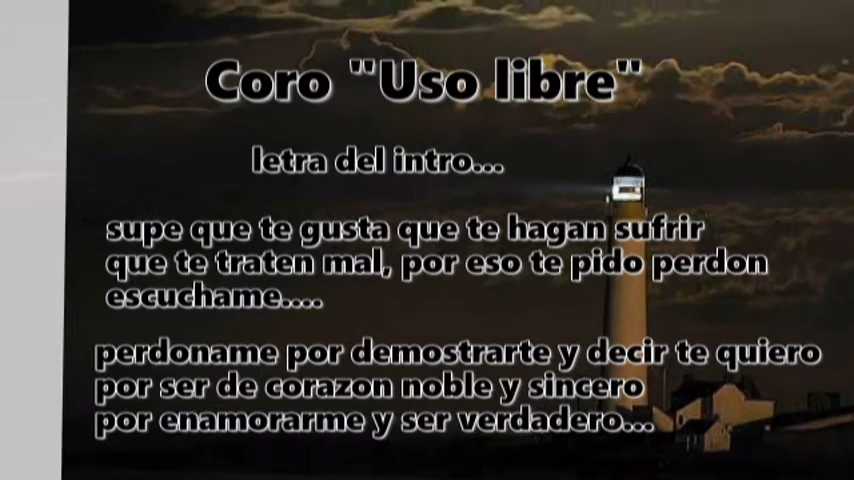 Coro "Uso libre"
letra del intro...
supe que te gusta que te hagan sufrir
que te traten mal, por eso te pido perdon
escuchame....
perdoname por demostrarte y decir te quiero
por ser de corazon noble y sincero
por enamorarme y ser verdadero...